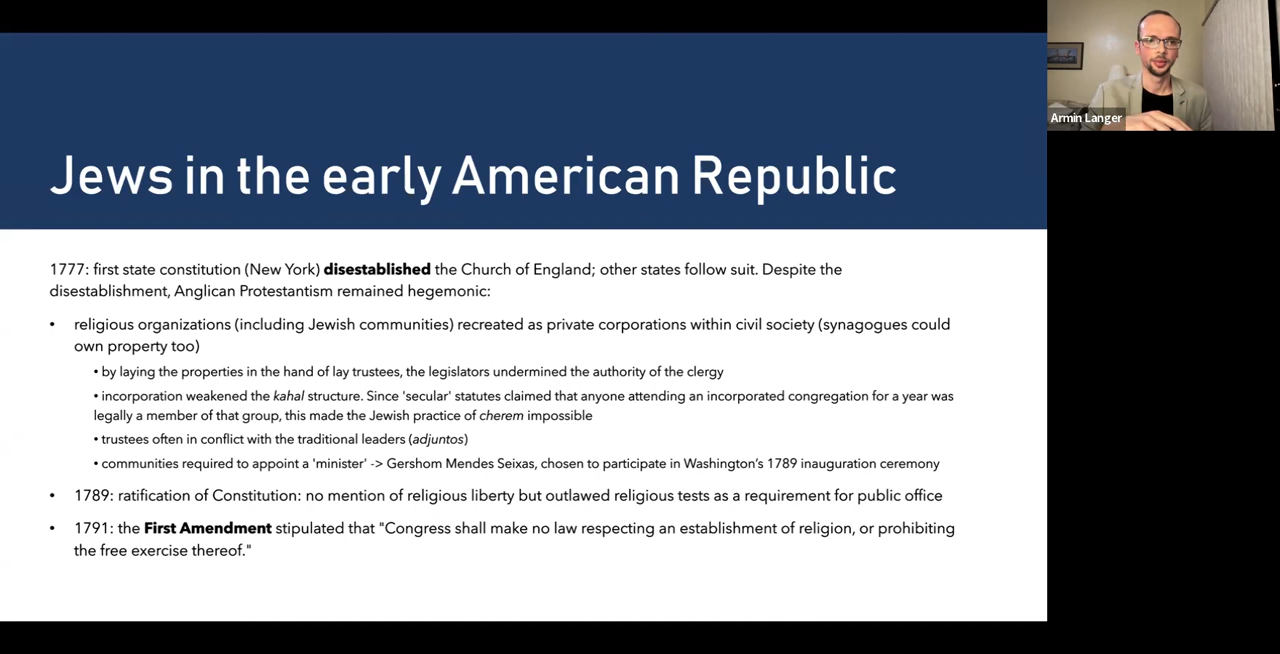 Jews in the early American Republic
Armin Langer
1777: first state constitution (New York) disestablished the Church of England; other states follow suit. Despite the
disestablishment, Anglican Protestantism remained hegemonic:
• religious organizations (including Jewish communities) recreated as private corporations within civil society (synagogues could
own property too)
• by laying the properties in the hand of lay trustees, the legislators undermined the authority of the clergy
• incorporation weakened the kahal structure. Since 'secular' statutes claimed that anyone attending an incorporated congregation for a year was
legally a member of that group, this made the Jewish practice of cherem impossible
• trustees often in conflict with the traditional leaders (adjuntos)
• communities required to appoint a 'minister' -> Gershom Mendes Seixas, chosen to participate in Washington’s 1789 inauguration ceremony
• 1789: ratification of Constitution: no mention of religious liberty but outlawed religious tests as a requirement for public office
• 1791: the First Amendment stipulated that "Congress shall make no law respecting an establishment of religion, or prohibiting
the free exercise thereof."